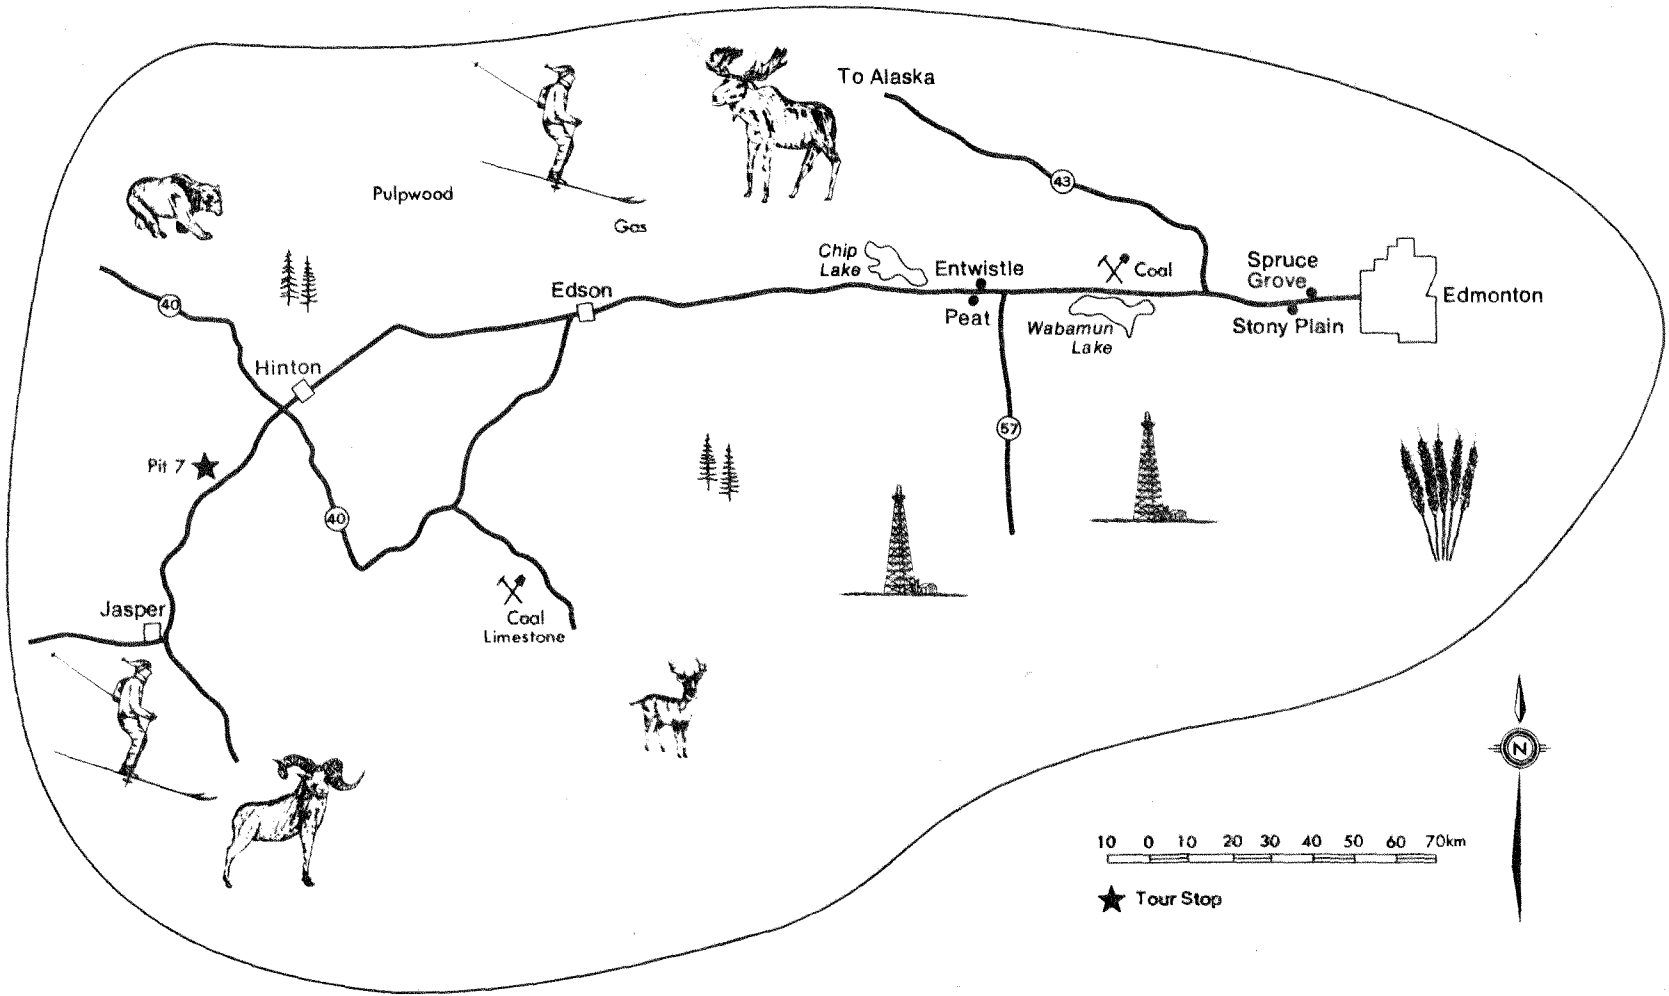 To Alaska
43
Pulpwood
Gas
Chip
Lake
Entwistle
Coal
Spruce
Grove
Edmonton
Peat
Wabamun
Lake
Stony Plain
40
Edson
Hinton
57
Pit 7
40
Jasper
Coal
Limestone
N
10 0 10 20 30 40 50 60 70km
Tour Stop